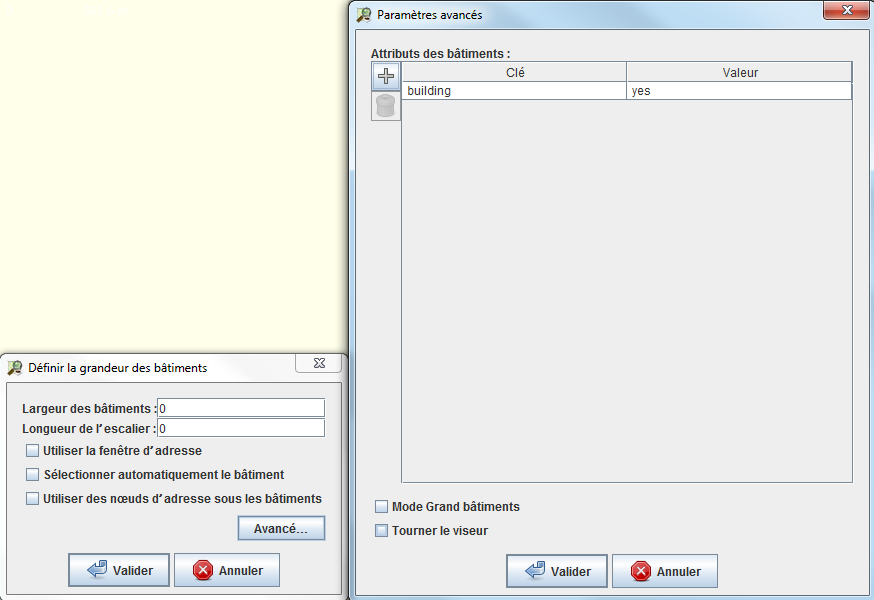 Paramètres avancés
Attributs des bâtiments :
Clé Valeur
building yes
Mode Grand bâtiments
Tourner le viseur
Valider Annuler
Définir la grandeur des bâtiments
Largeur des bâtiments : 0
Longueur de l'escalier : 0
Utiliser la fenêtre d'adresse
Sélectionner automatiquement le bâtiment
Utiliser des nœuds d'adresse sous les bâtiments
Avancé...
Valider Annuler